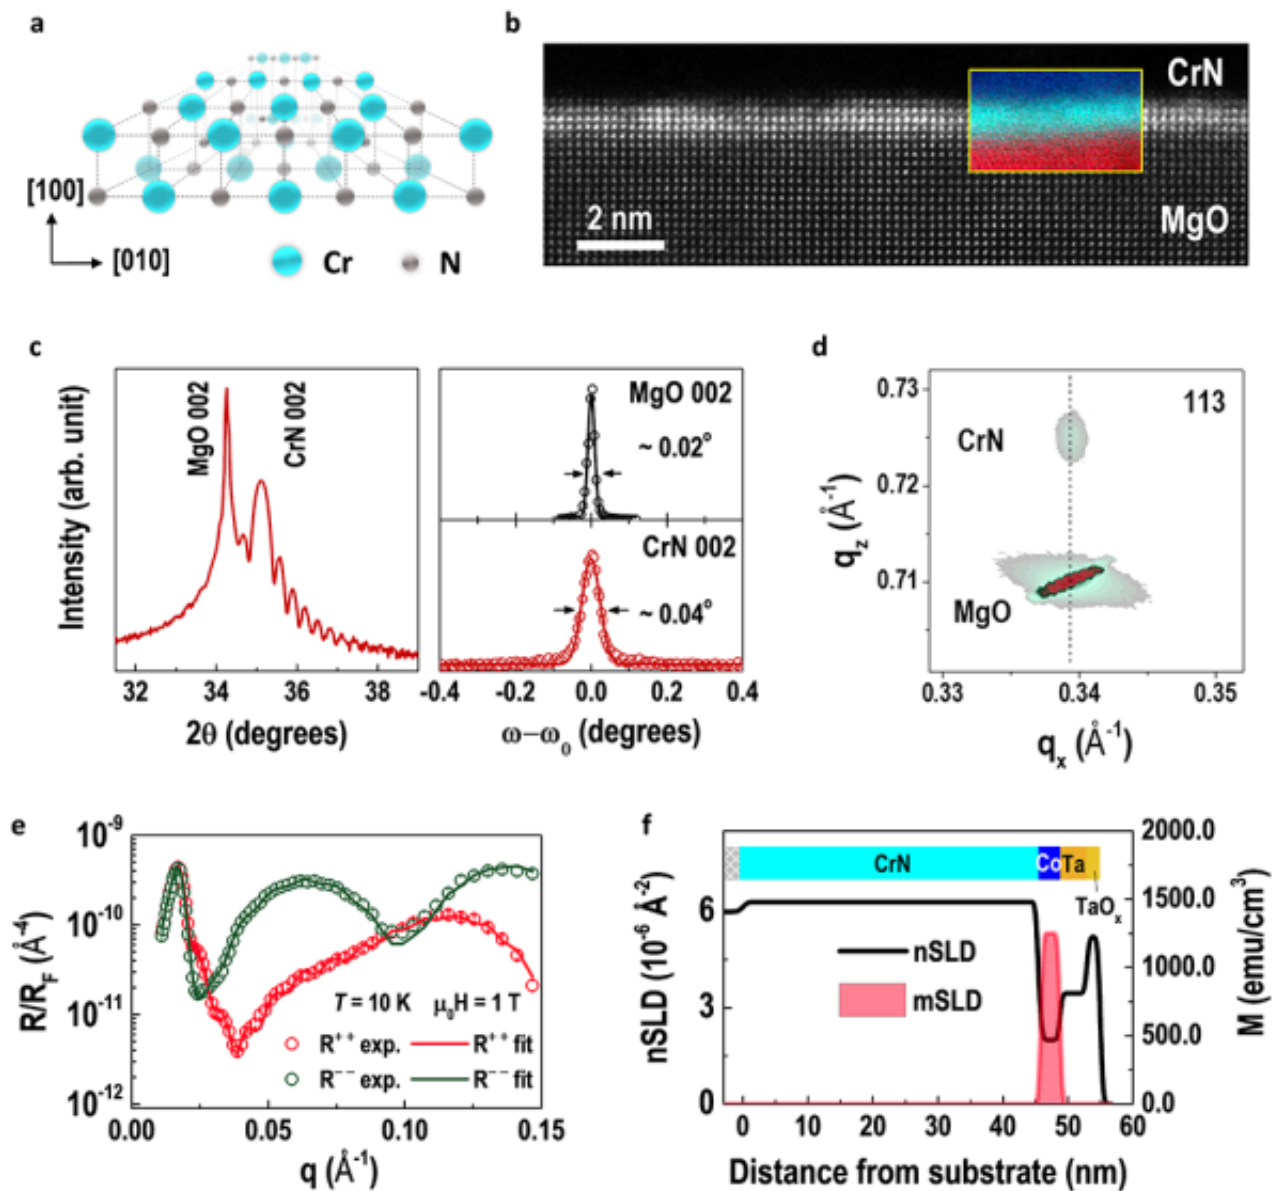 a
[100]
[010]
Cr
N
b
CrN
MgO
2 nm
c
Intensity (arb. unit)
MgO 002
CrN 002
32 34 36 38
2θ (degrees)
MgO 002
~ 0.02°
CrN 002
~ 0.04°
-0.4 -0.2 0.0 0.2 0.4
ω−ω₀ (degrees)
d
113
0.73
0.72
0.71
q_z (Å⁻¹)
CrN
MgO
0.33 0.34 0.35
q_x (Å⁻¹)
e
10⁻⁹
10⁻¹⁰
10⁻¹¹
10⁻¹²
R/R_F (Å⁻⁴)
T = 10 K μ₀H = 1 T
R⁺⁺ exp. R⁺⁺ fit
R⁻⁻ exp. R⁻⁻ fit
0.00 0.05 0.10 0.15
q (Å⁻¹)
f
CrN Co Ta
TaOₓ
nSLD
mSLD
6
3
0
nSLD (10⁻⁶ Å⁻²)
2000.0
1500.0
1000.0
500.0
0.0
M (emu/cm³)
0 10 20 30 40 50 60
Distance from substrate (nm)